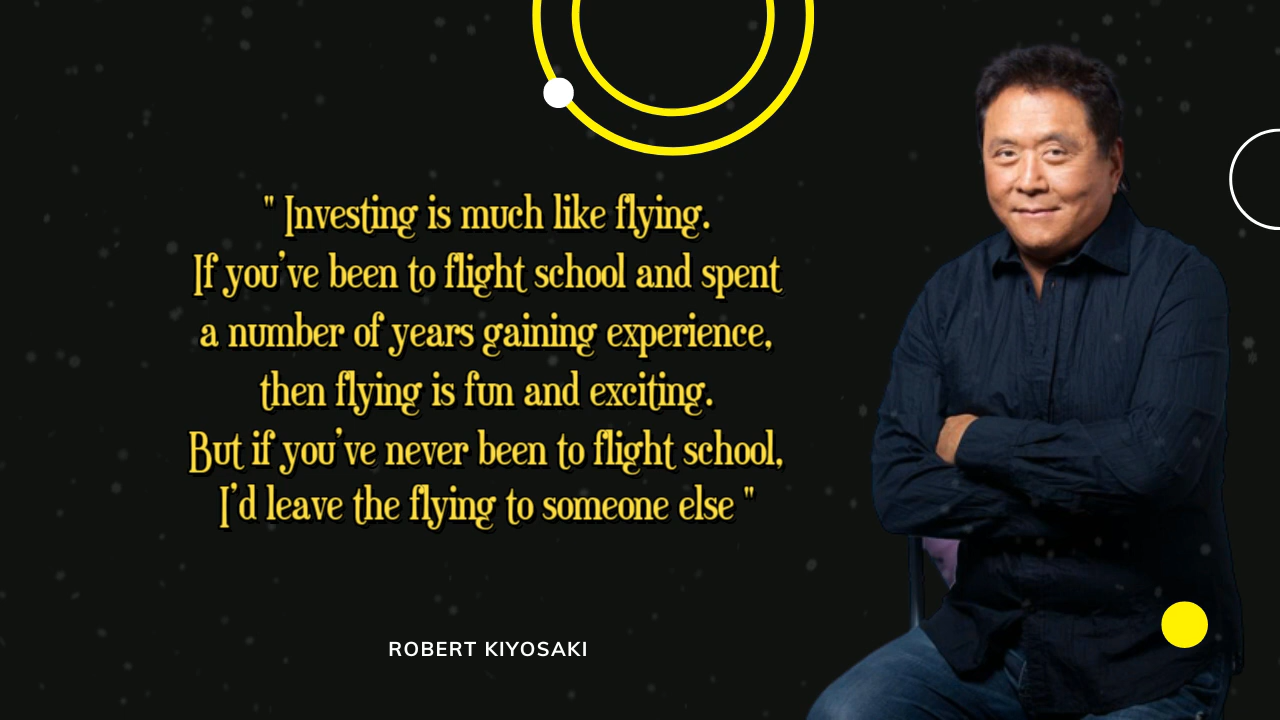 " Investing is much like flying.
If you've been to flight school and spent
a number of years gaining experience,
then flying is fun and exciting.
But if you've never been to flight school,
I'd leave the flying to someone else "
ROBERT KIYOSAKI